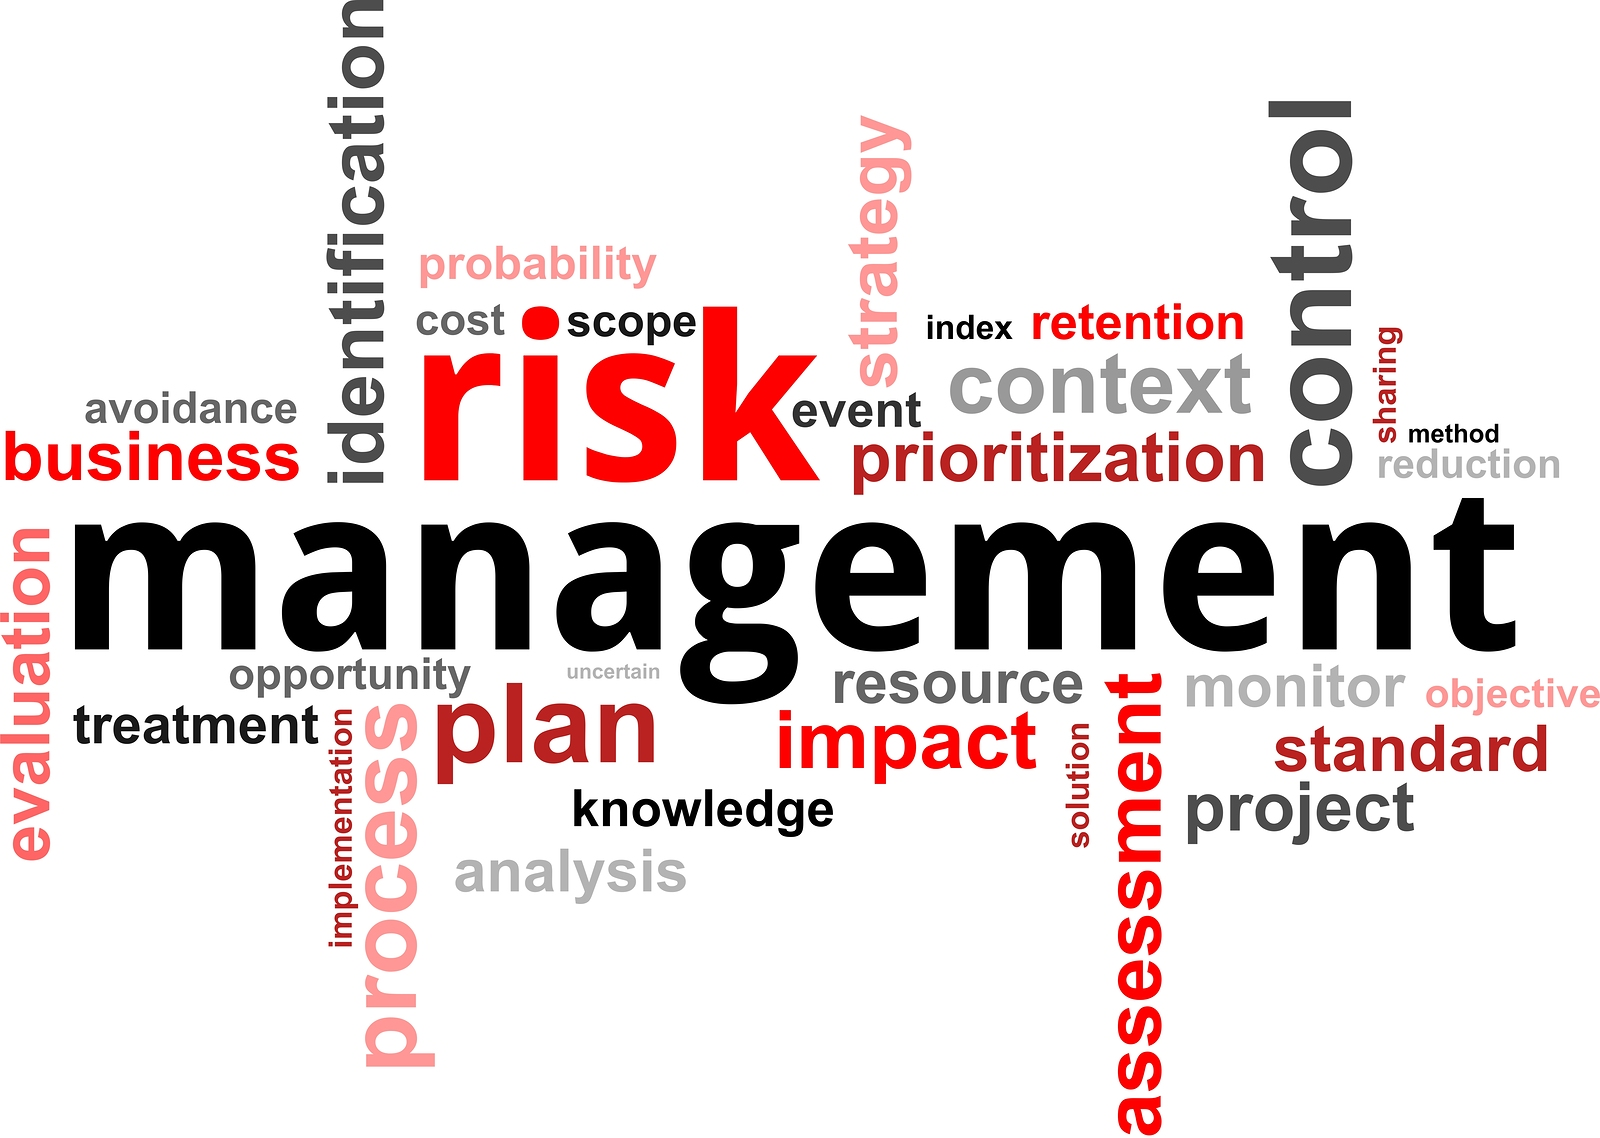 identification
strategy
control
probability
cost
scope
risk
index
retention
sharing
context
event
avoidance
business
prioritization
method
reduction
management
evaluation
opportunity
uncertain
resource
monitor
objective
treatment
implementation
process
plan
impact
solution
assessment
standard
knowledge
project
analysis